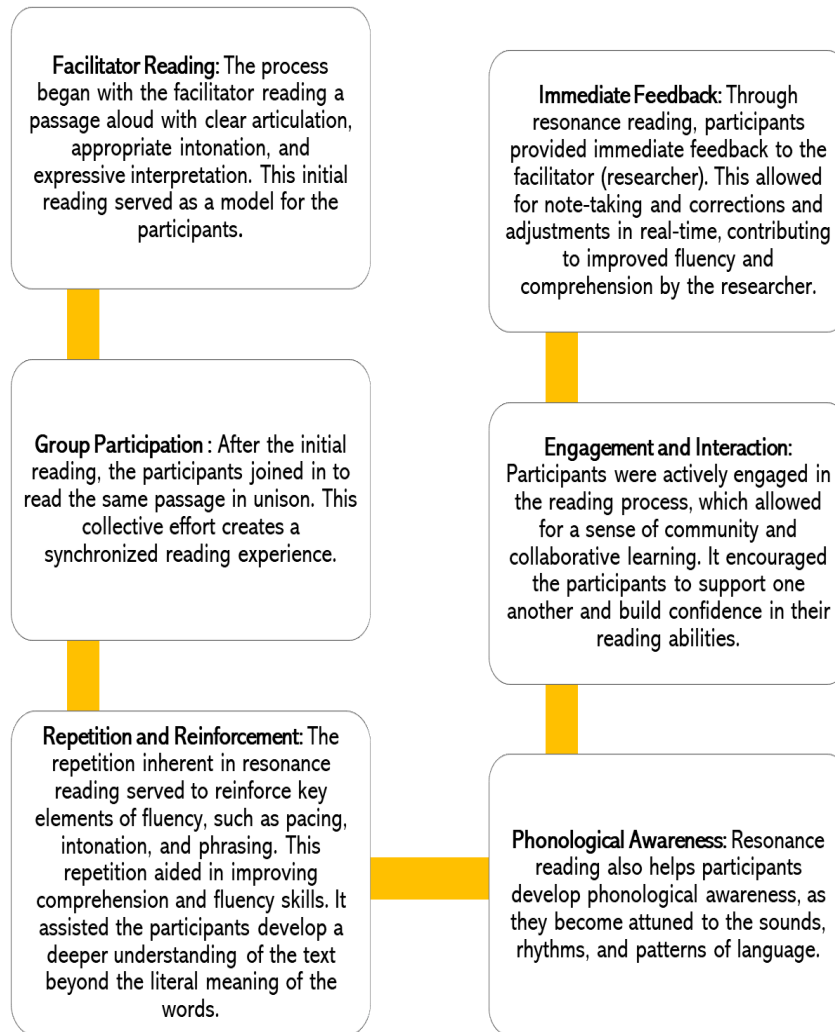 Facilitator Reading: The process
began with the facilitator reading a
passage aloud with clear articulation,
appropriate intonation, and
expressive interpretation. This initial
reading served as a model for the
participants.
Group Participation : After the initial
reading, the participants joined in to
read the same passage in unison. This
collective effort creates a
synchronized reading experience.
Repetition and Reinforcement: The
repetition inherent in resonance
reading served to reinforce key
elements of fluency, such as pacing,
intonation, and phrasing. This
repetition aided in improving
comprehension and fluency skills. It
assisted the participants develop a
deeper understanding of the text
beyond the literal meaning of the
words.
Phonological Awareness: Resonance
reading also helps participants
develop phonological awareness, as
they become attuned to the sounds,
rhythms, and patterns of language.
Engagement and Interaction:
Participants were actively engaged in
the reading process, which allowed
for a sense of community and
collaborative learning. It encouraged
the participants to support one
another and build confidence in their
reading abilities.
Immediate Feedback: Through
resonance reading, participants
provided immediate feedback to the
facilitator (researcher). This allowed
for note-taking and corrections and
adjustments in real-time, contributing
to improved fluency and
comprehension by the researcher.